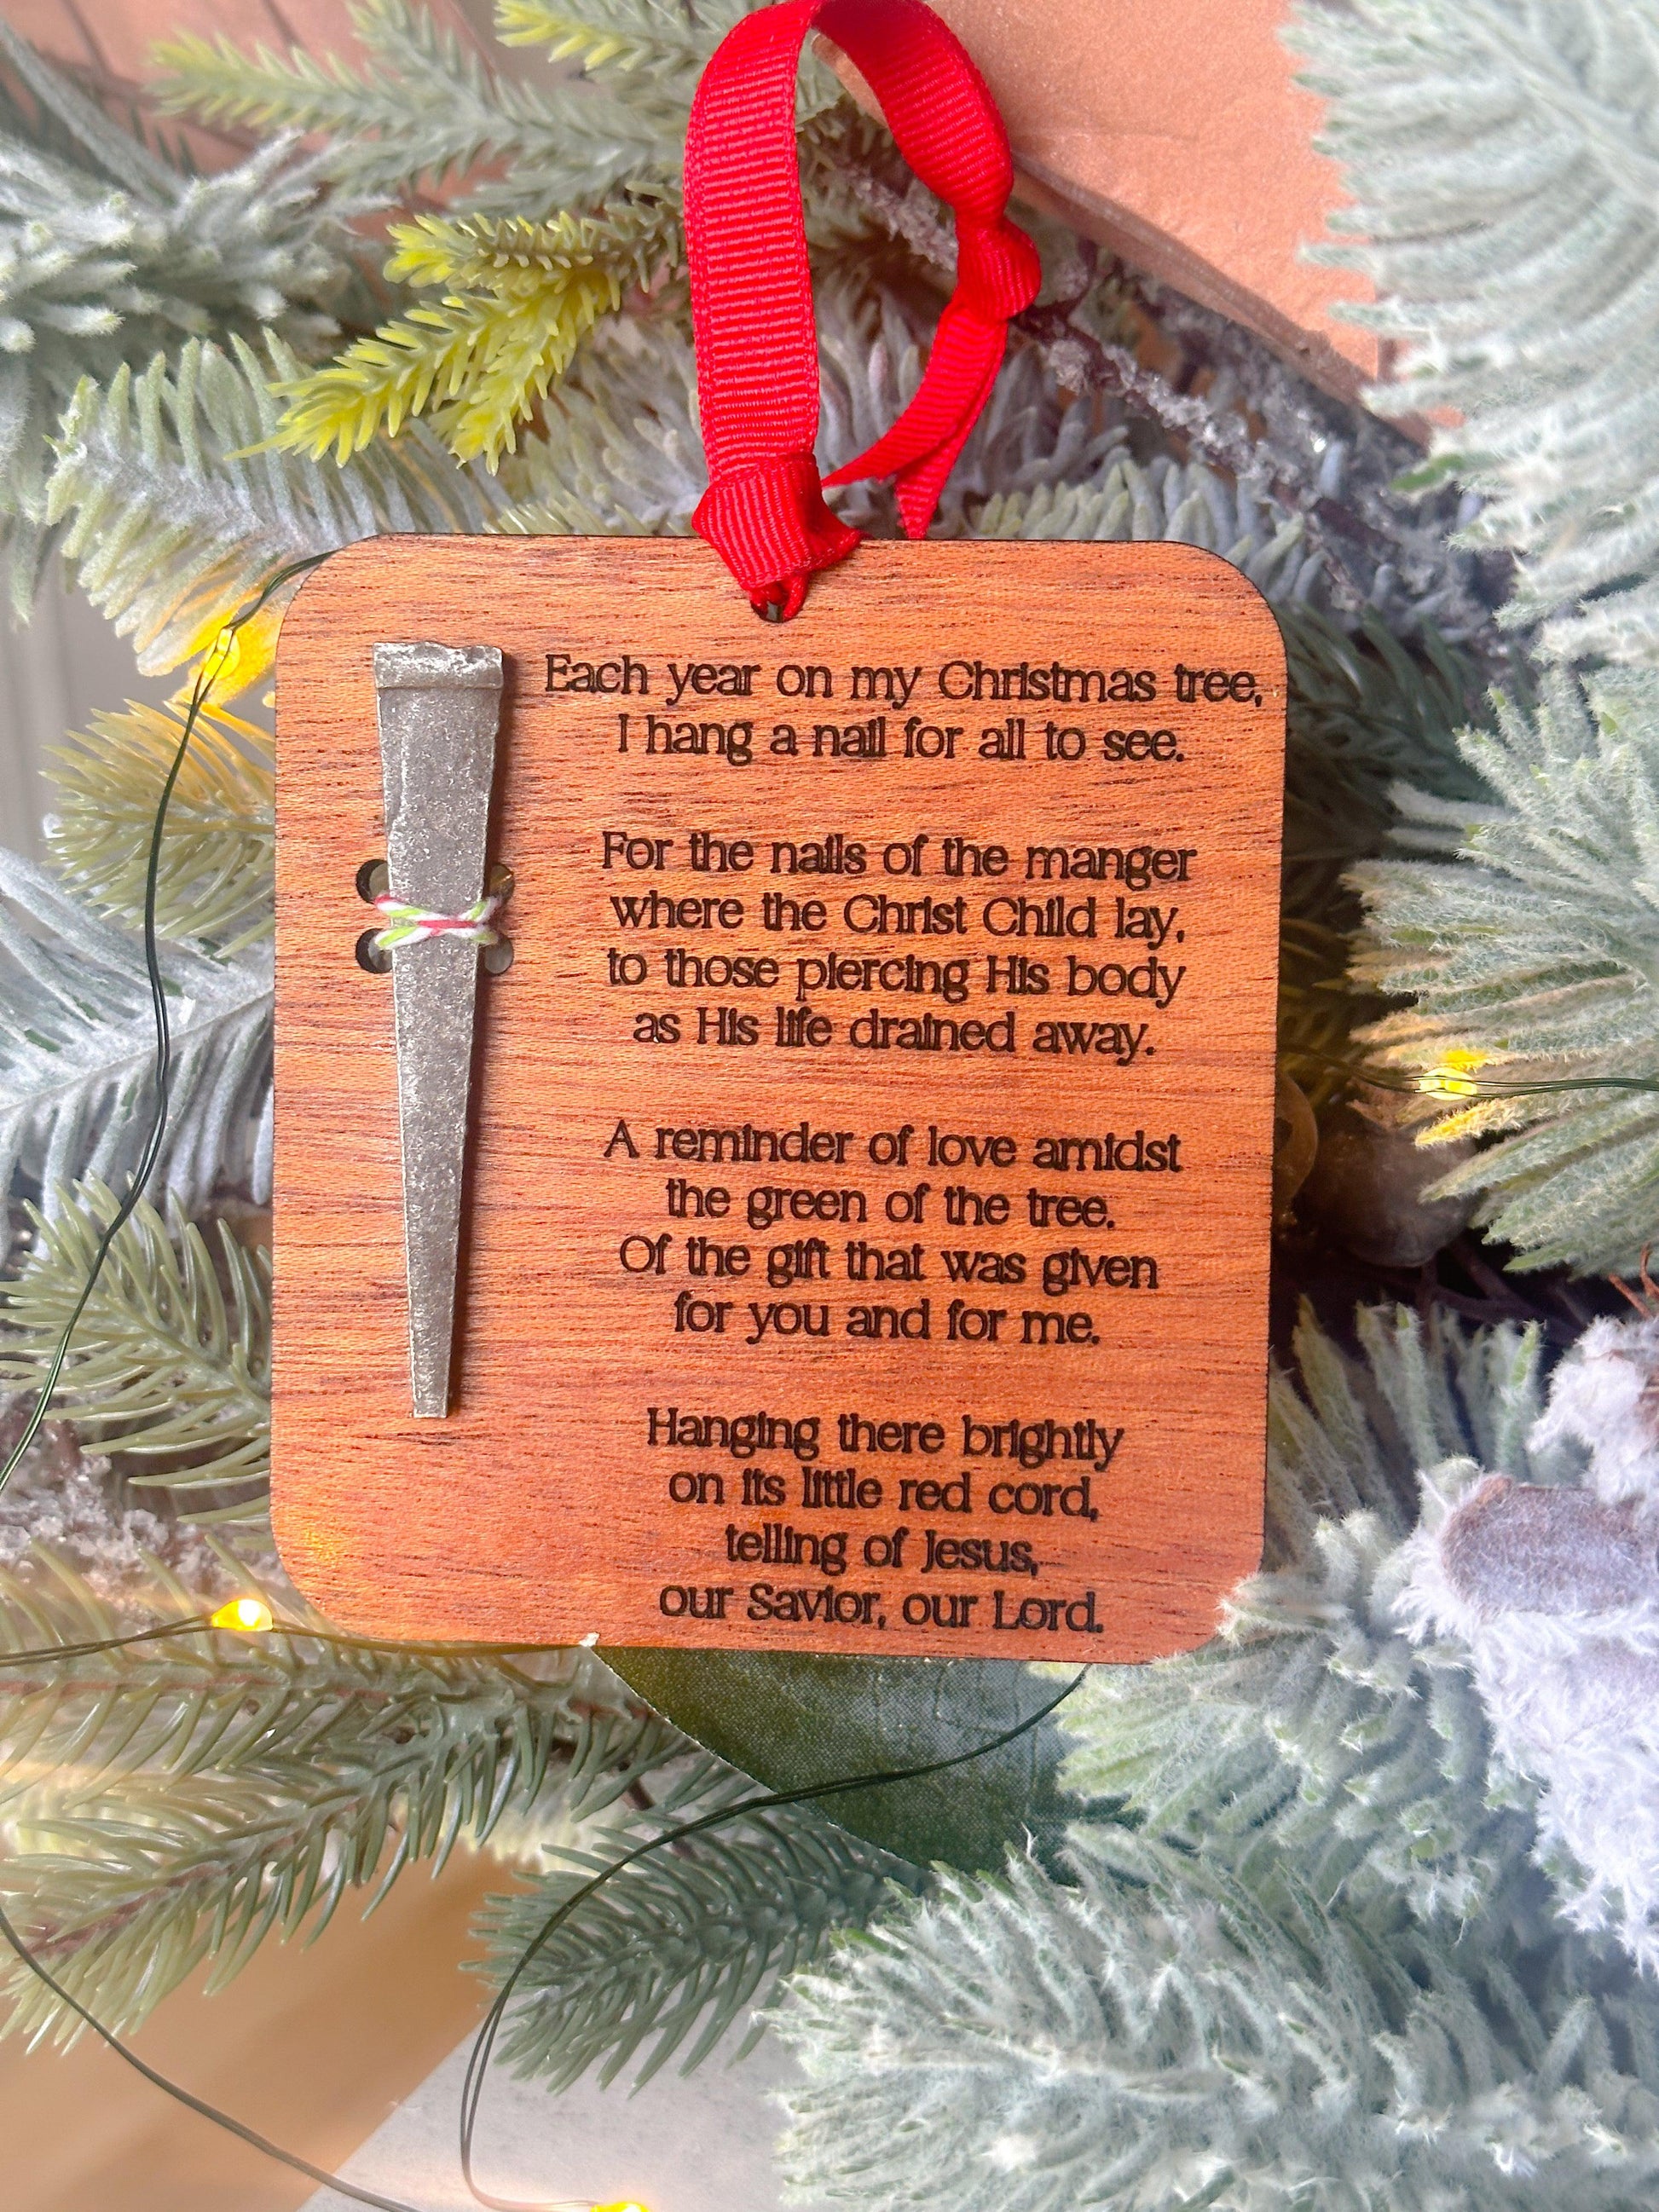 Each year on my Christmas tree,
I hang a nail for all to see.
For the nails of the manger
where the Christ Child lay,
to those piercing His body
as His life drained away.
A reminder of love amidst
the green of the tree.
Of the gift that was given
for you and for me.
Hanging there brightly
on its little red cord,
telling of Jesus,
our Savior, our Lord.